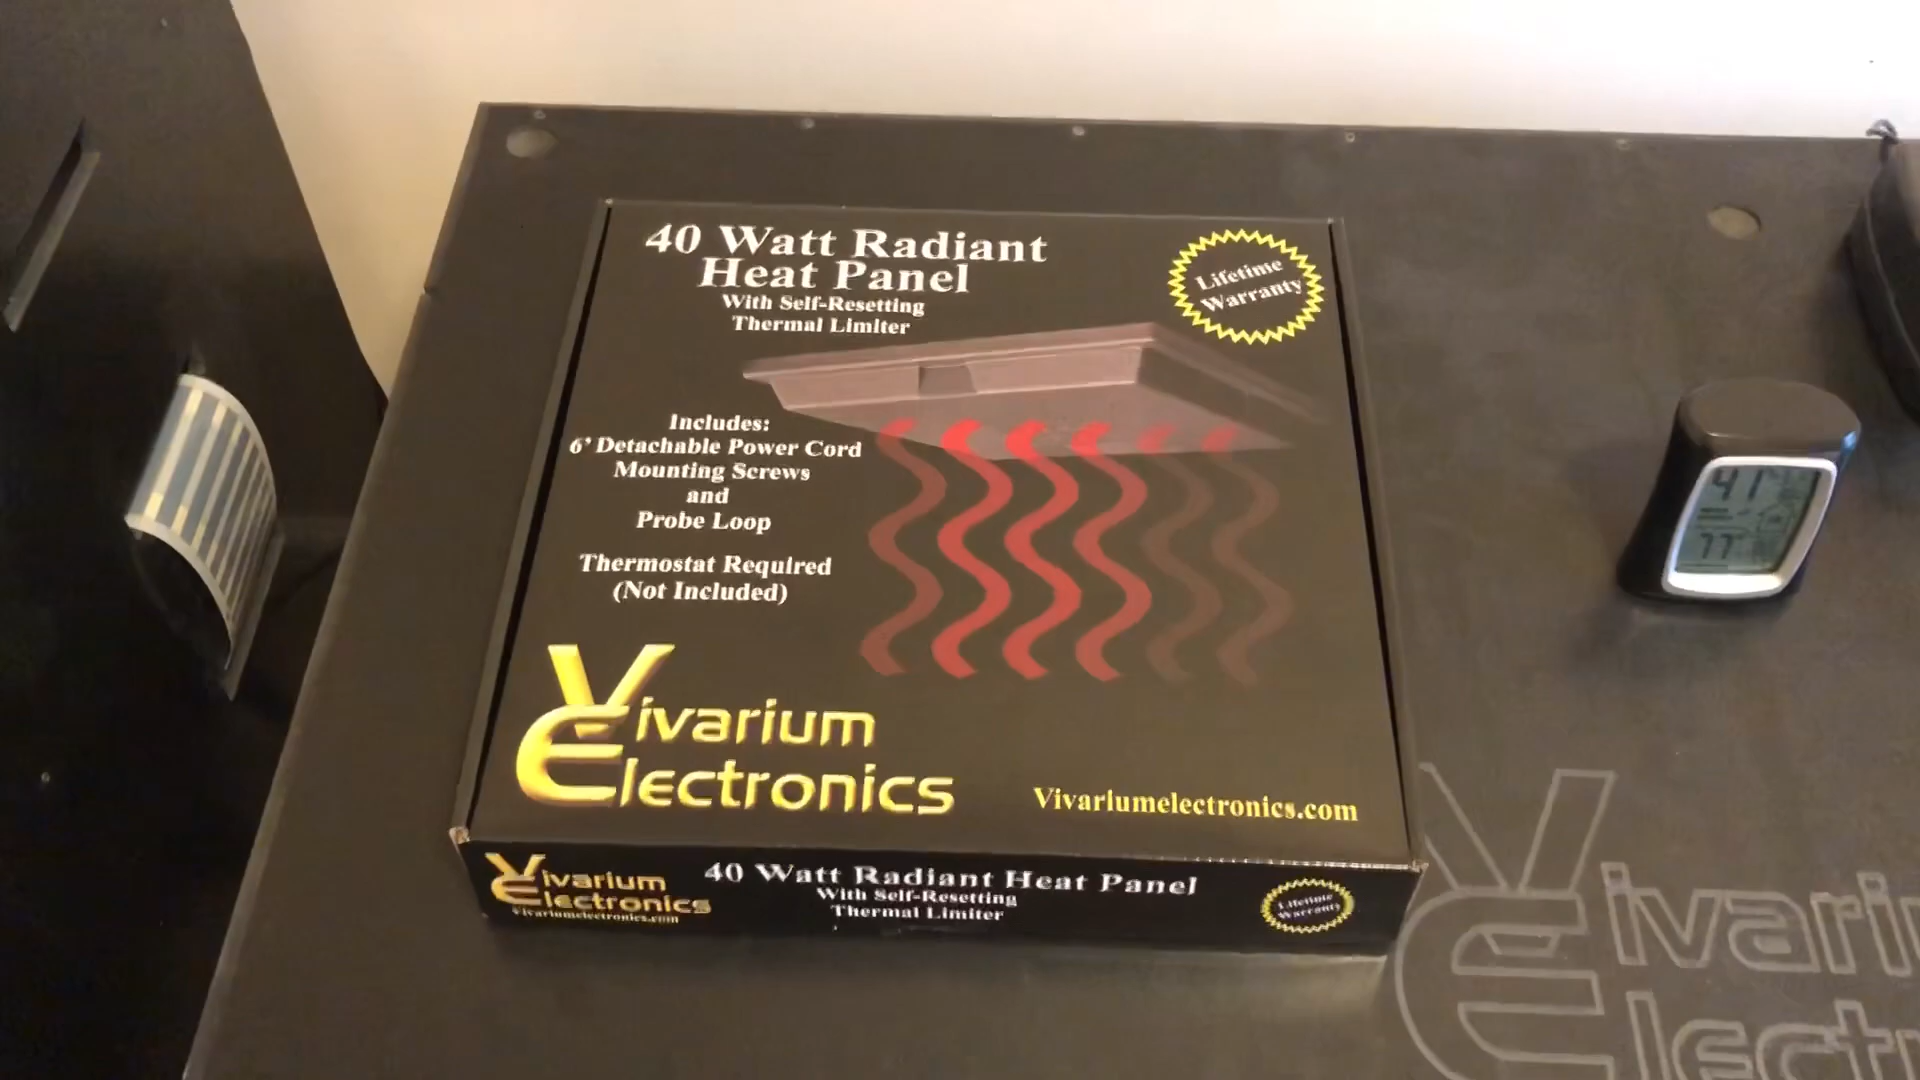 40 Watt Radiant
Heat Panel
With Self-Resetting
Thermal Limiter
Lifetime
Warranty
Includes:
6' Detachable Power Cord
Mounting Screws
and
Probe Loop
Thermostat Required
(Not Included)
Vivarium
Electronics
Vivariumelectronics.com
Vivarium
Electronics
Vivariumelectronics.com
40 Watt Radiant Heat Panel
With Self-Resetting
Thermal Limiter
Lifetime
Warranty
41
77°
Vivari
Elect